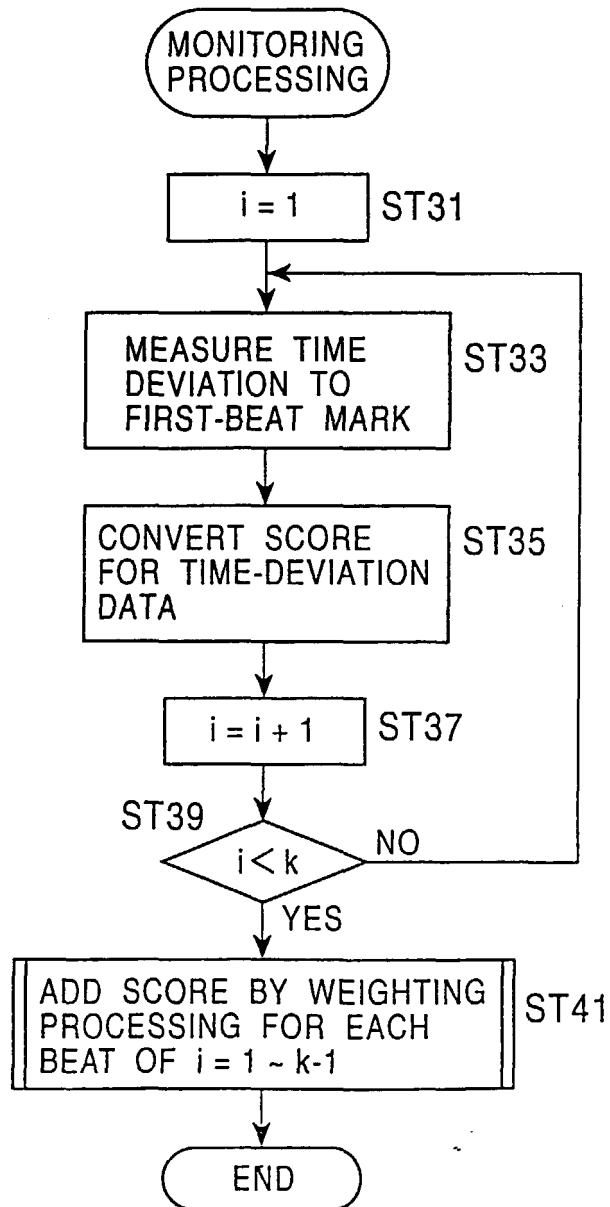 MONITORING
PROCESSING
i = 1
ST31
MEASURE TIME
DEVIATION TO
FIRST-BEAT MARK
ST33
CONVERT SCORE
FOR TIME-DEVIATION
DATA
ST35
i = i + 1
ST37
ST39
i < k
NO
YES
ADD SCORE BY WEIGHTING
PROCESSING FOR EACH
BEAT OF i = 1 ~ k-1
ST41
END